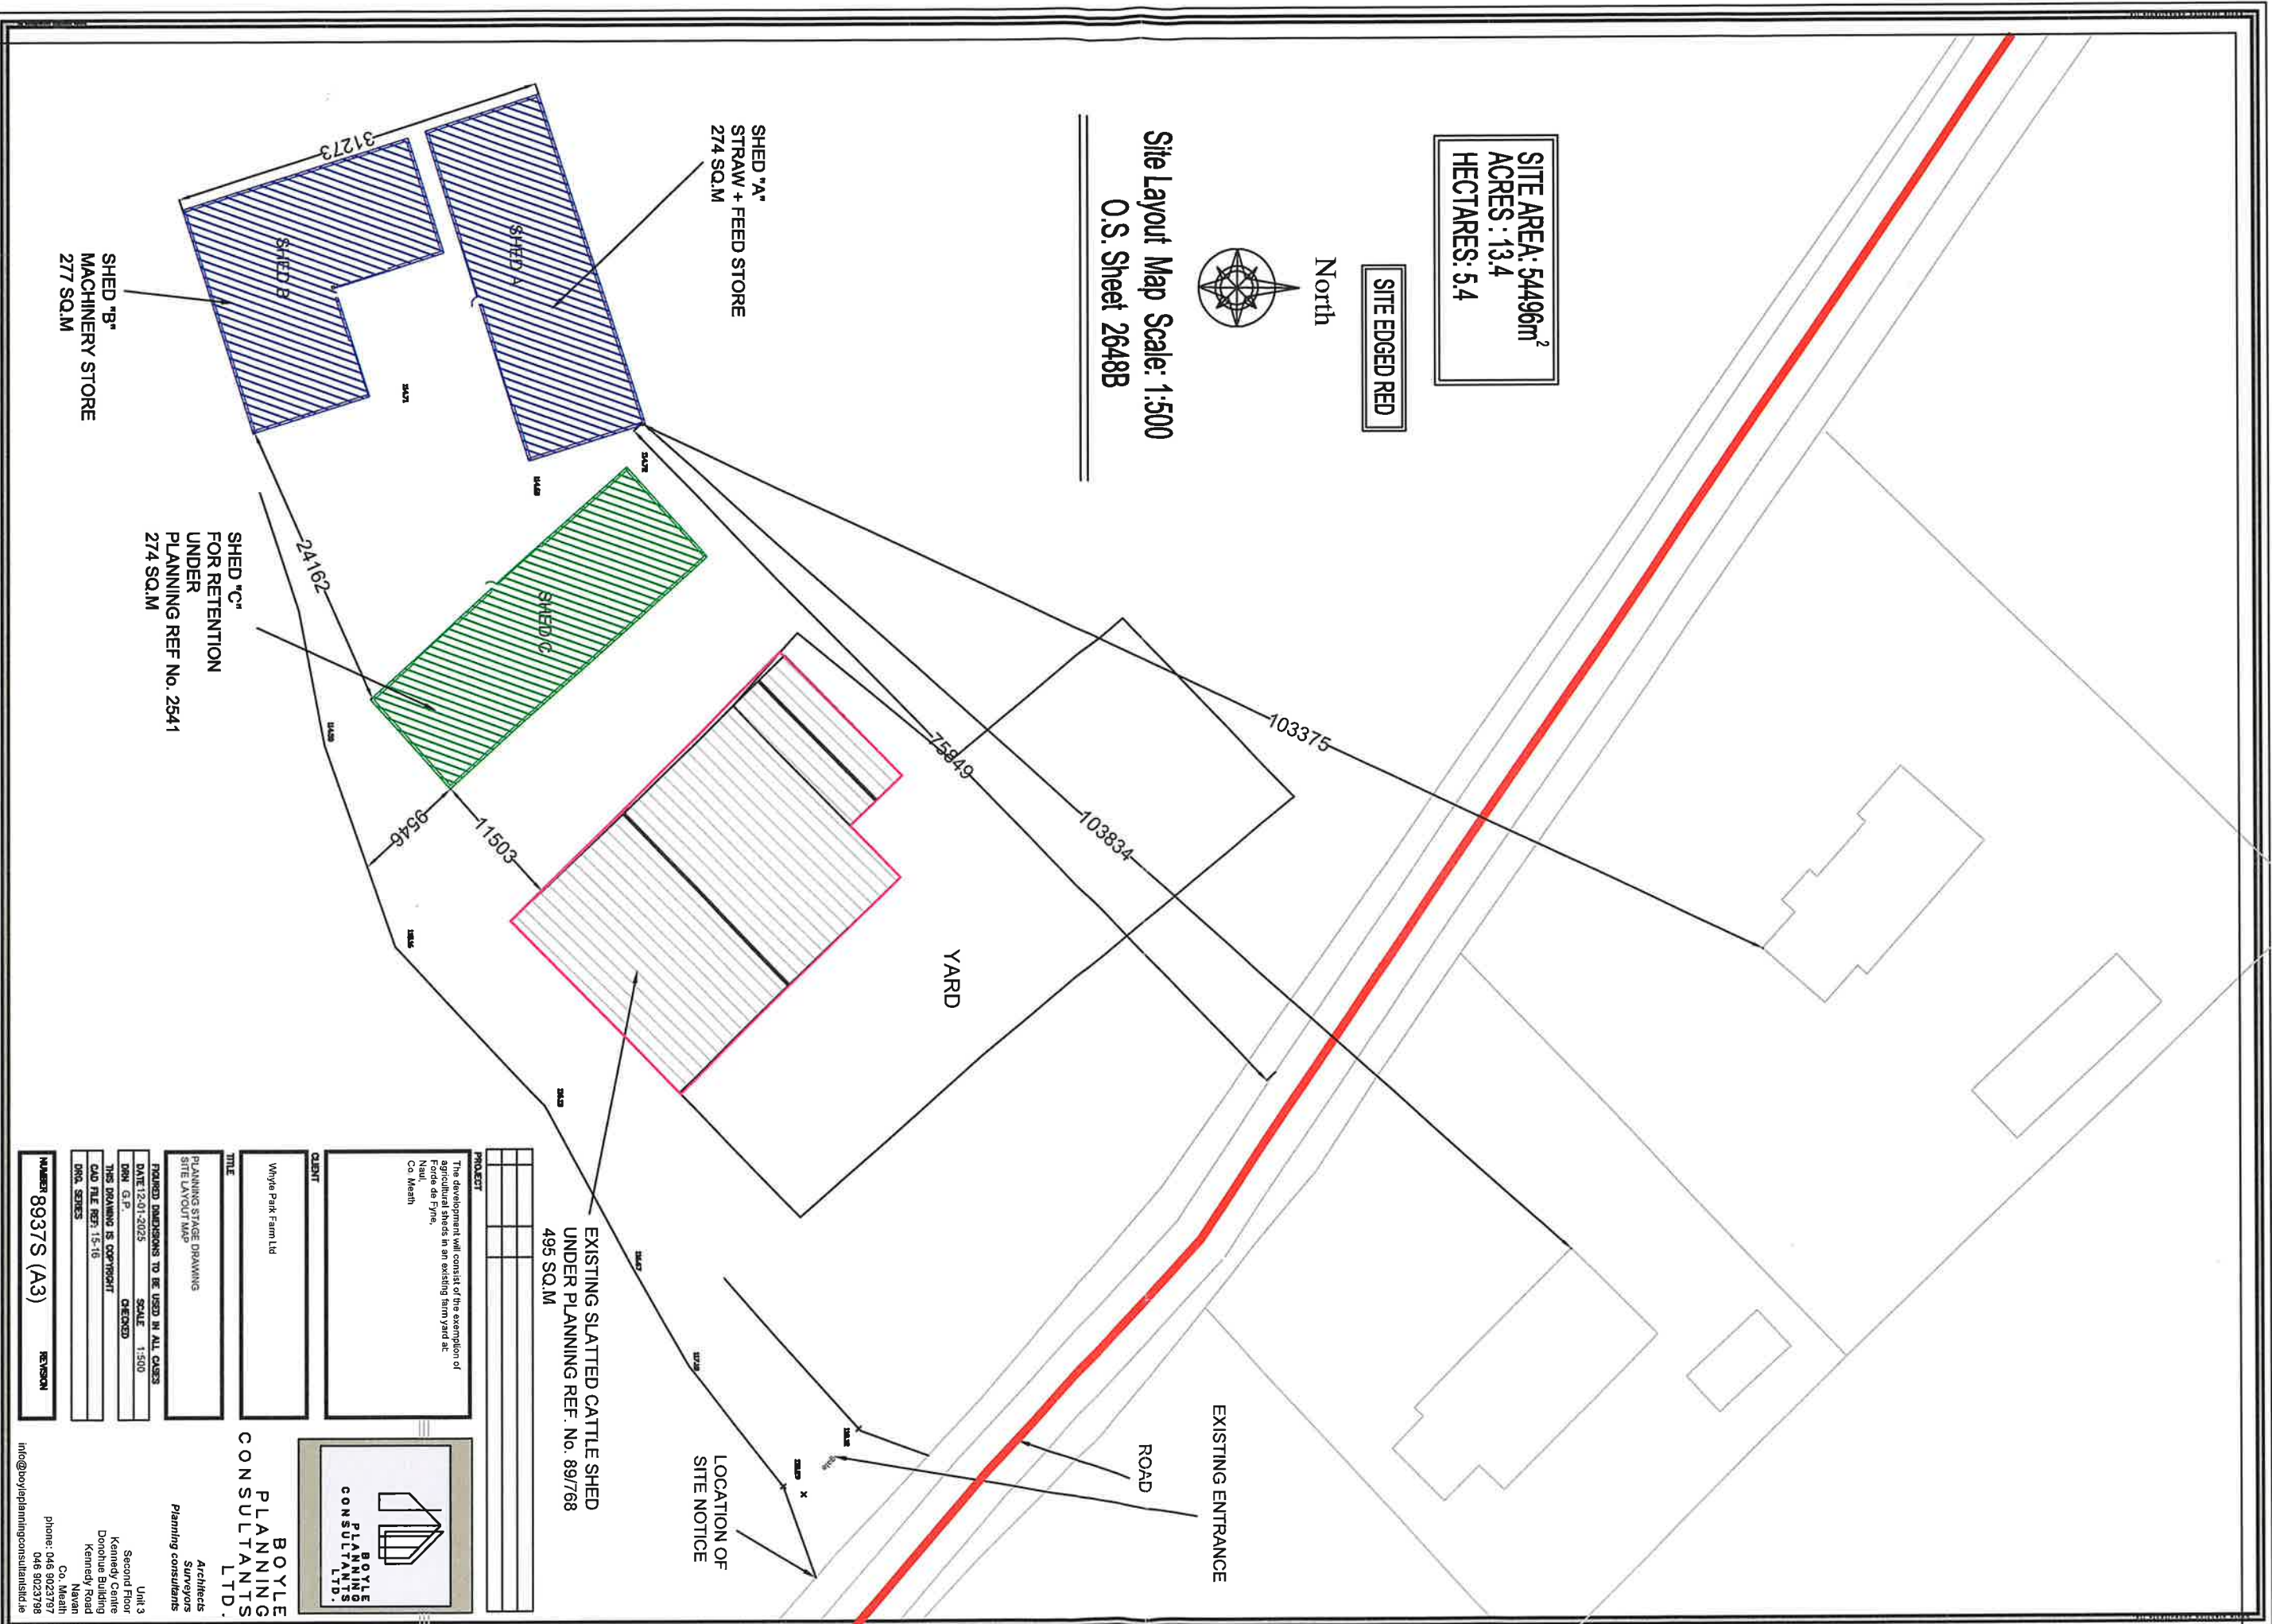 SITE AREA: 54496m²
ACRES : 13.4
HECTARES: 5.4
SITE EDGED RED
North
Site Layout Map Scale: 1:500
O.S. Sheet 2648B
SHED "A"
STRAW + FEED STORE
274 SQ.M
SHED A
SHED B
SHED C
31273
SHED "B"
MACHINERY STORE
277 SQ.M
24162
SHED "C"
FOR RETENTION
UNDER
PLANNING REF No. 2541
274 SQ.M
9546
11503
75849
103834
103375
YARD
EXISTING SLATTED CATTLE SHED
UNDER PLANNING REF. No. 89/768
495 SQ.M
EXISTING ENTRANCE
ROAD
LOCATION OF
SITE NOTICE
PROJECT
The development will consist of the exemption of
agricultural sheds in an existing farm yard at:
Forde de Fyne,
Naul,
Co. Meath
CLIENT
Whyte Park Farm Ltd
TITLE
PLANNING STAGE DRAWING
SITE LAYOUT MAP
FIGURED DIMENSIONS TO BE USED IN ALL CASES
DATE 12-01-2025 SCALE 1:500
DRN G.P. CHECKED
THIS DRAWING IS COPYRIGHT
CAD FILE REF: 15-16
DRG. SERIES
NUMBER 8937S (A3) REVISION
BOYLE
PLANNING
CONSULTANTS
LTD.
BOYLE
PLANNING
CONSULTANTS
LTD.
Architects
Surveyors
Planning consultants
Unit 3
Second Floor
Kennedy Centre
Donohue Building
Kennedy Road
Navan
Co. Meath
phone: 046 9023797
046 9023798
info@boyleplanningconsultantsltd.ie